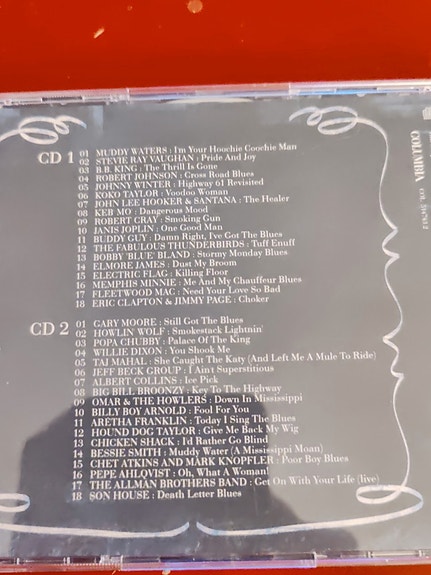 CD 1
01 MUDDY WATERS : I'm Your Hoochie Coochie Man
02 STEVIE RAY VAUGHAN : Pride And Joy
03 B.B. KING : The Thrill Is Gone
04 ROBERT JOHNSON : Cross Road Blues
05 JOHNNY WINTER : Highway 61 Revisited
06 KOKO TAYLOR : Voodoo Woman
07 JOHN LEE HOOKER & SANTANA : The Healer
08 KEB MO : Dangerous Mood
09 ROBERT CRAY : Smoking Gun
10 JANIS JOPLIN : One Good Man
11 BUDDY GUY : Damn Right, I've Got The Blues
12 THE FABULOUS THUNDERBIRDS : Tuff Enuff
13 BOBBY 'BLUE' BLAND : Stormy Monday Blues
14 ELMORE JAMES : Dust My Broom
15 ELECTRIC FLAG : Killing Floor
16 MEMPHIS MINNIE : Me And My Chauffeur Blues
17 FLEETWOOD MAC : Need Your Love So Bad
18 ERIC CLAPTON & JIMMY PAGE : Choker
CD 2
01 GARY MOORE : Still Got The Blues
02 HOWLIN WOLF : Smokestack Lightnin'
03 POPA CHUBBY : Palace Of The King
04 WILLIE DIXON : You Shook Me
05 TAJ MAHAL : She Caught The Katy (And Left Me A Mule To Ride)
06 JEFF BECK GROUP : I Ain't Superstitious
07 ALBERT COLLINS : Ice Pick
08 BIG BILL BROONZY : Key To The Highway
09 OMAR & THE HOWLERS : Down In Mississippi
10 BILLY BOY ARNOLD : Fool For You
11 ARETHA FRANKLIN : Today I Sing The Blues
12 HOUND DOG TAYLOR : Give Me Back My Wig
13 CHICKEN SHACK : I'd Rather Go Blind
14 BESSIE SMITH : Muddy Water (A Mississippi Moan)
15 CHET ATKINS AND MARK KNOPFLER : Poor Boy Blues
16 PEPE AHLQVIST : Oh, What A Woman!
17 THE ALLMAN BROTHERS BAND : Get On With Your Life (live)
18 SON HOUSE : Death Letter Blues
COLUMBIA